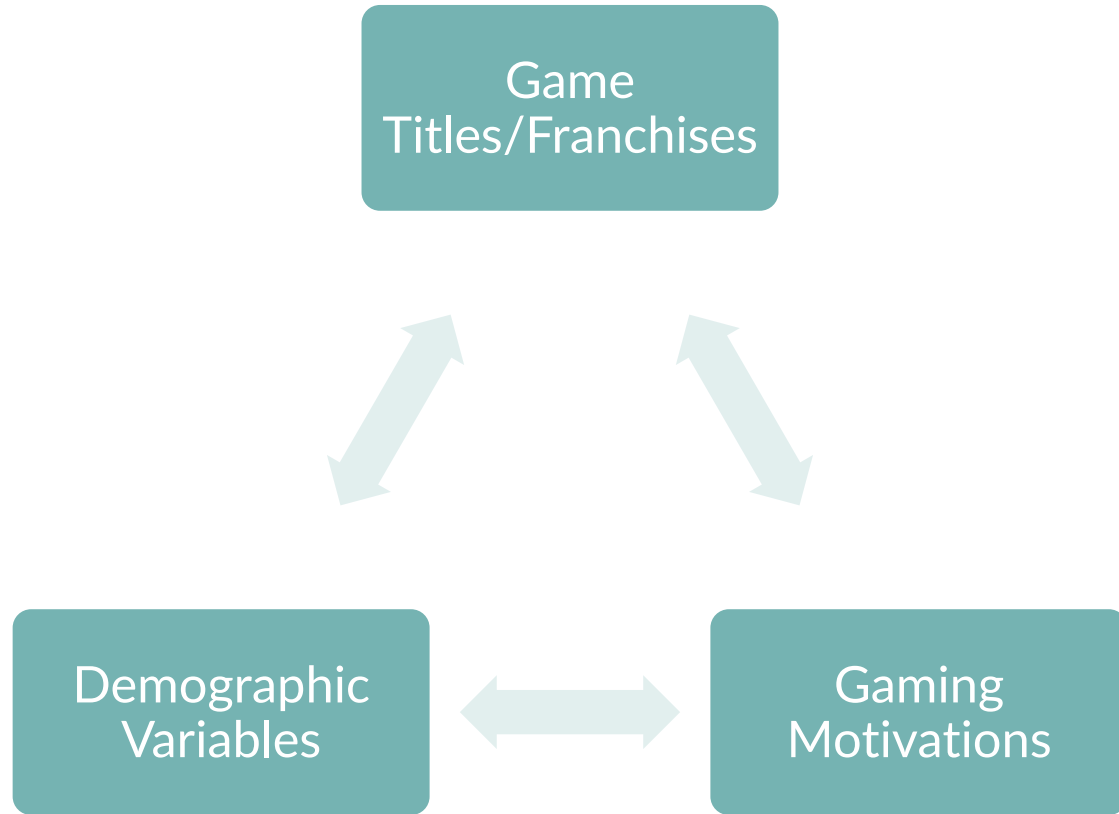 Game
Titles/Franchises
Demographic
Variables
Gaming
Motivations